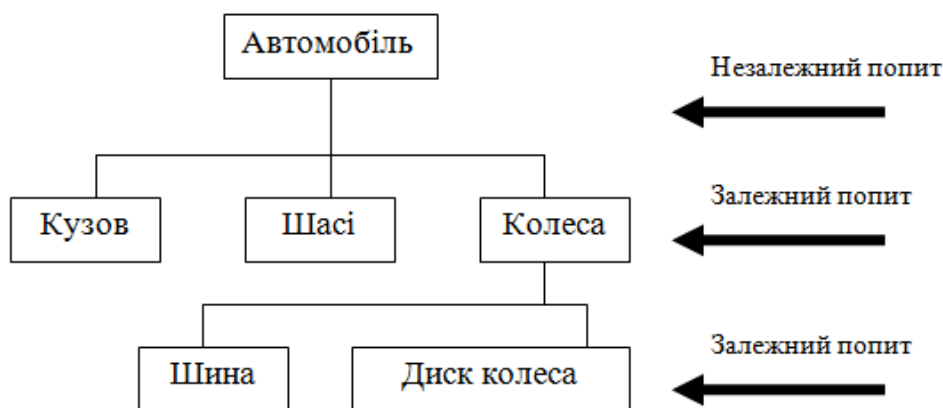 Автомобіль
Незалежний попит
Кузов
Шасі
Колеса
Залежний попит
Шина
Диск колеса
Залежний попит